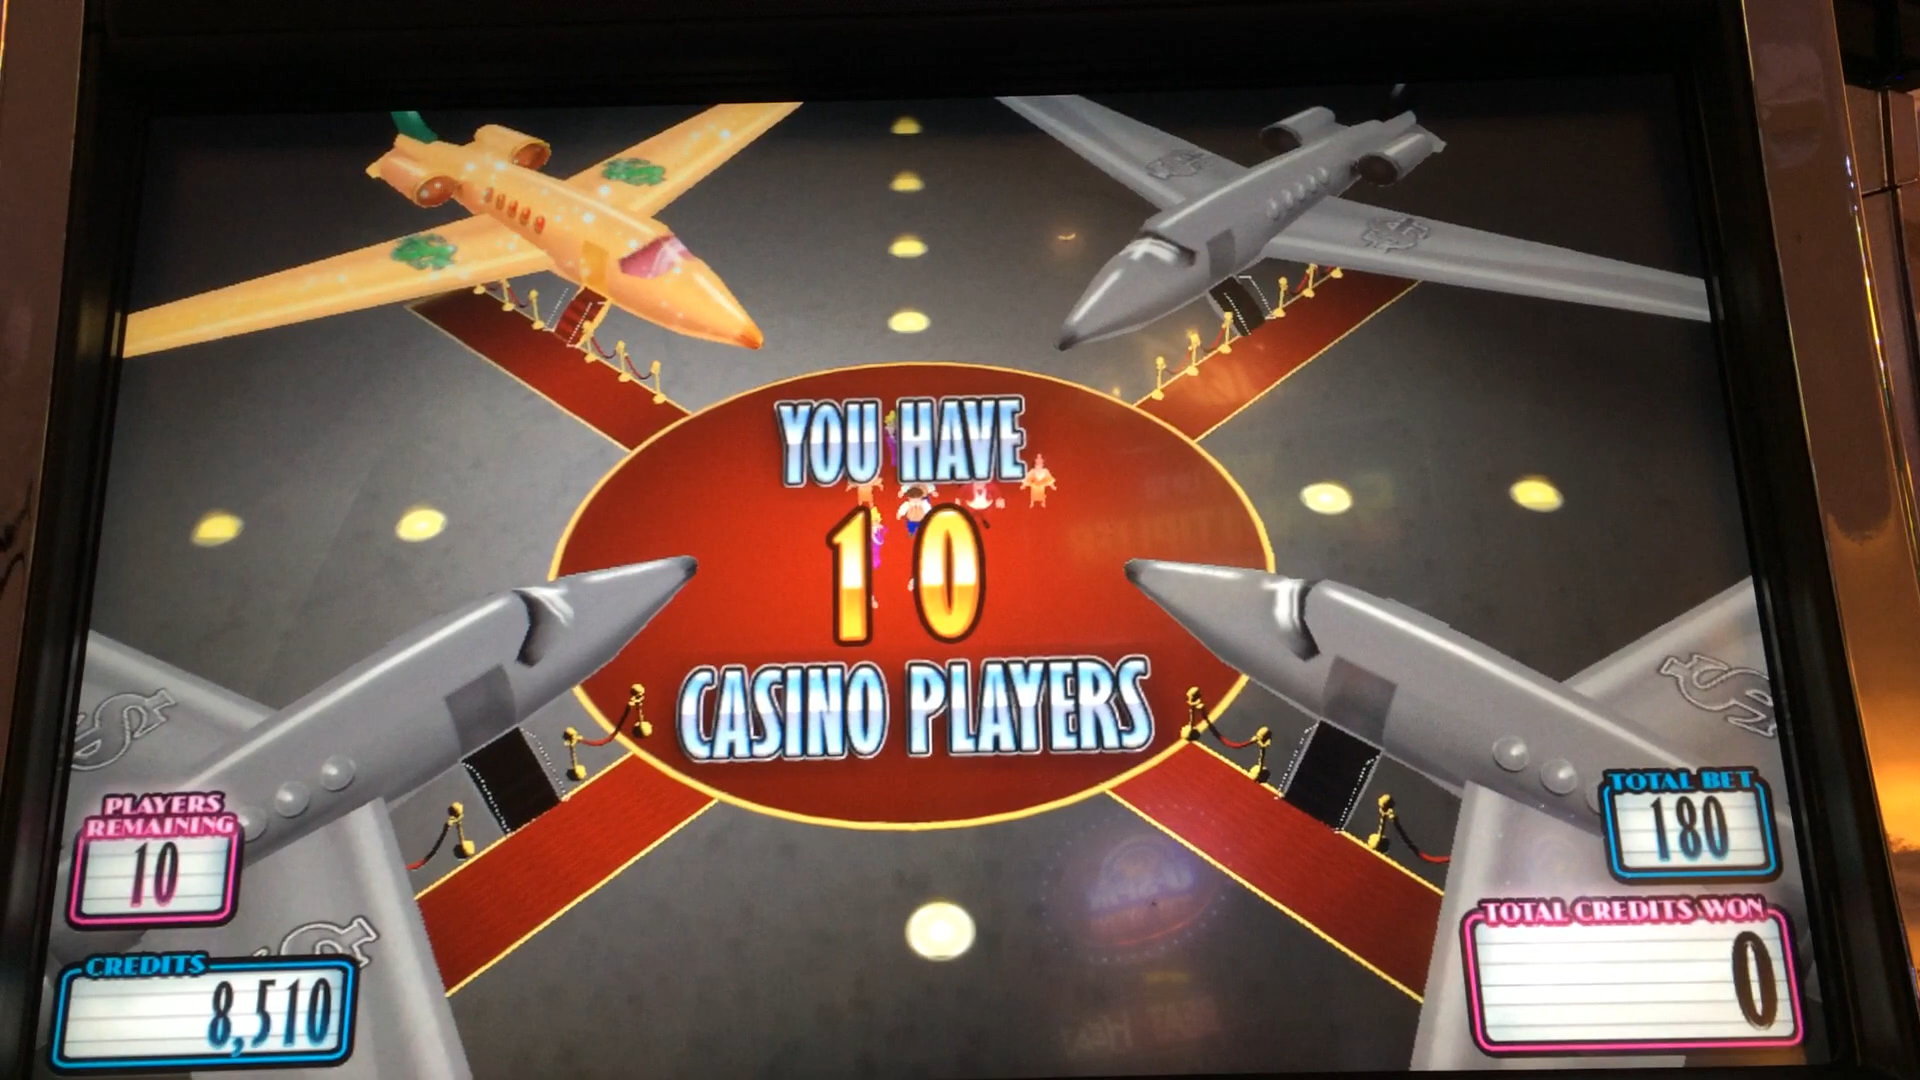 YOU HAVE
10
CASINO PLAYERS
PLAYERS
REMAINING
10
CREDITS
8,510
TOTAL BET
180
TOTAL CREDITS WON
0